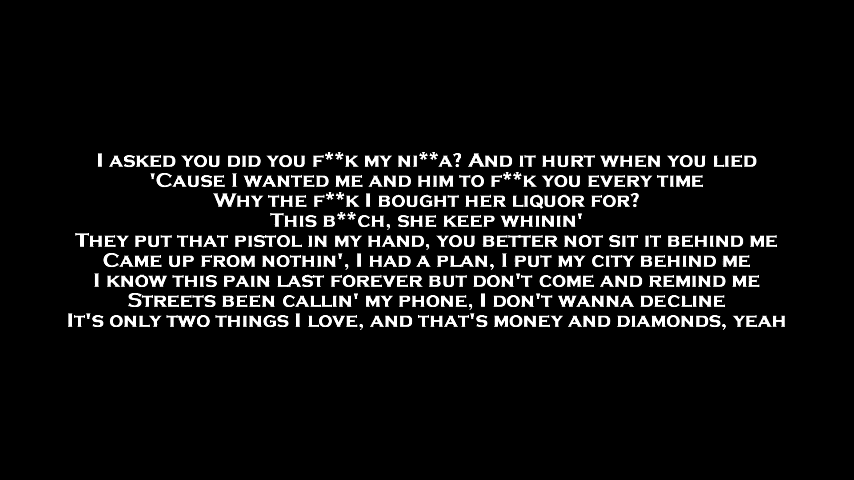 I asked you did you f**k my ni**a? And it hurt when you lied
'Cause I wanted me and him to f**k you every time
Why the f**k I bought her liquor for?
This b**ch, she keep whinin'
They put that pistol in my hand, you better not sit it behind me
Came up from nothin', I had a plan, I put my city behind me
I know this pain last forever but don't come and remind me
Streets been callin' my phone, I don't wanna decline
It's only two things I love, and that's money and diamonds, yeah